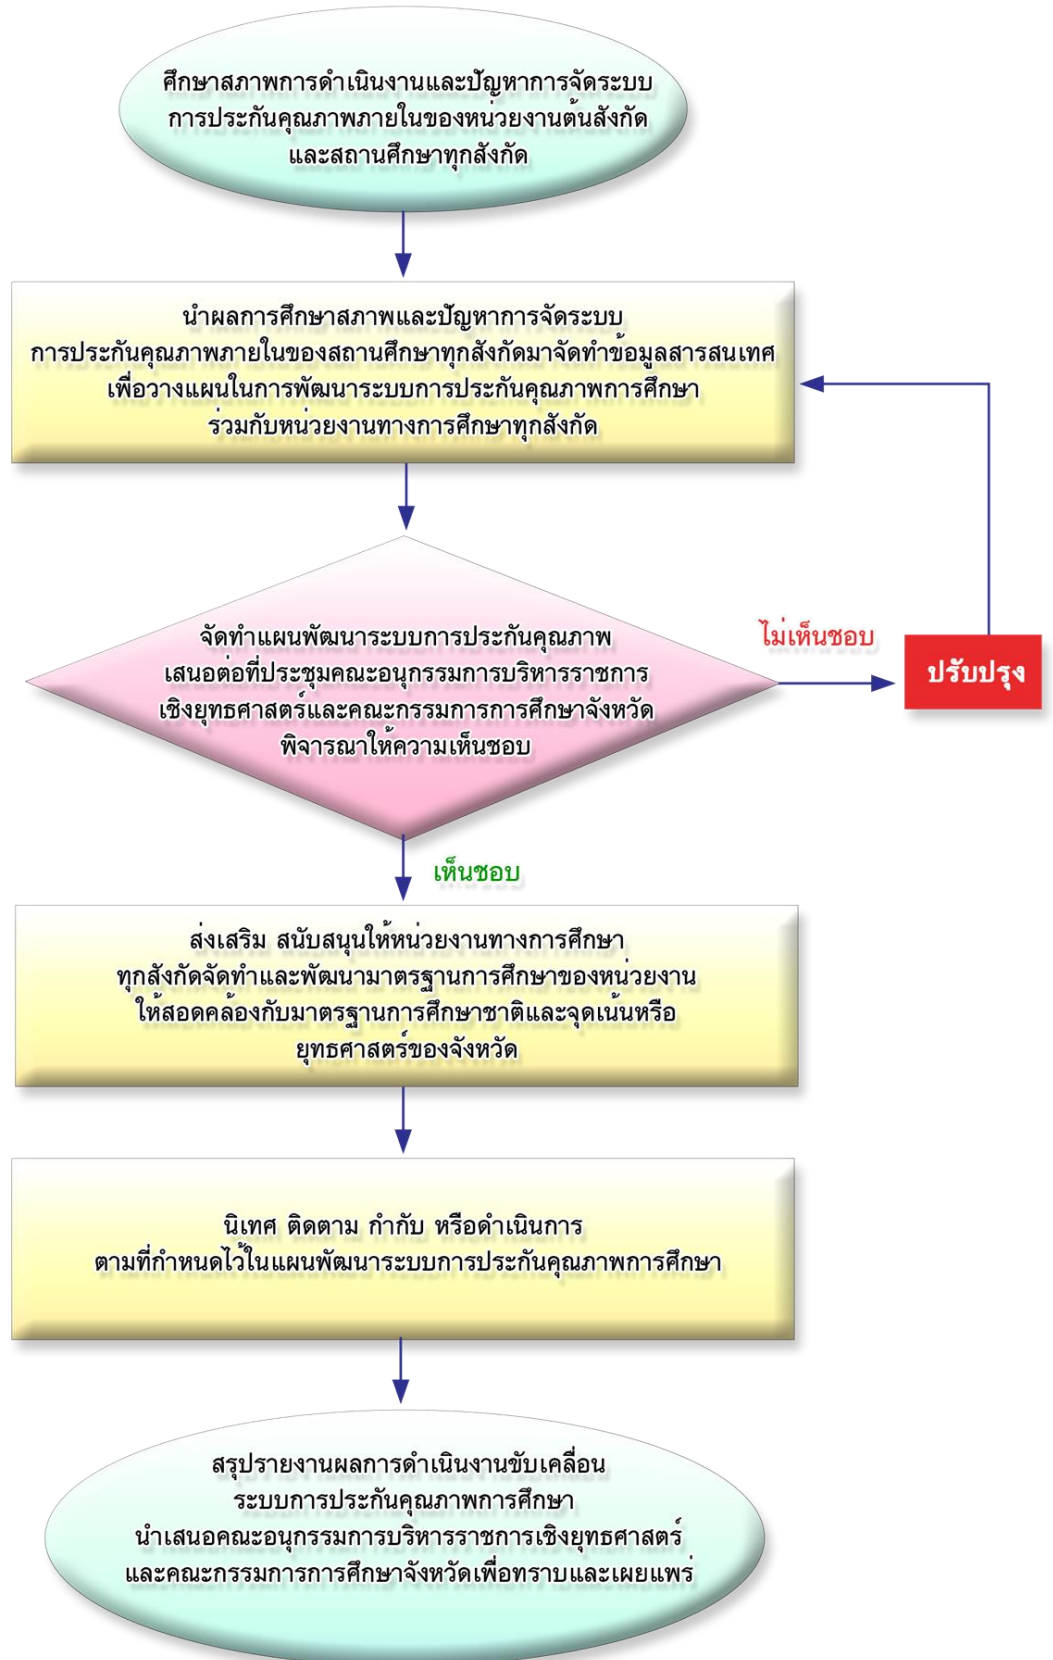 ศึกษาสภาพการดำเนินงานและปัญหาการจัดระบบ
การประกันคุณภาพภายในของหน่วยงานต้นสังกัด
และสถานศึกษาทุกสังกัด
นำผลการศึกษาสภาพและปัญหาการจัดระบบ
การประกันคุณภาพภายในของสถานศึกษาทุกสังกัดมาจัดทำข้อมูลสารสนเทศ
เพื่อวางแผนในการพัฒนาระบบการประกันคุณภาพการศึกษา
ร่วมกับหน่วยงานทางการศึกษาทุกสังกัด
จัดทำแผนพัฒนาระบบการประกันคุณภาพ
เสนอต่อที่ประชุมคณะอนุกรรมการบริหารราชการ
เชิงยุทธศาสตร์และคณะกรรมการการศึกษาจังหวัด
พิจารณาให้ความเห็นชอบ
ไม่เห็นชอบ
ปรับปรุง
เห็นชอบ
ส่งเสริม สนับสนุนให้หน่วยงานทางการศึกษา
ทุกสังกัดจัดทำและพัฒนามาตรฐานการศึกษาของหน่วยงาน
ให้สอดคล้องกับมาตรฐานการศึกษาชาติและจุดเน้นหรือ
ยุทธศาสตร์ของจังหวัด
นิเทศ ติดตาม กำกับ หรือดำเนินการ
ตามที่กำหนดไว้ในแผนพัฒนาระบบการประกันคุณภาพการศึกษา
สรุปรายงานผลการดำเนินงานขับเคลื่อน
ระบบการประกันคุณภาพการศึกษา
นำเสนอคณะอนุกรรมการบริหารราชการเชิงยุทธศาสตร์
และคณะกรรมการการศึกษาจังหวัดเพื่อทราบและเผยแพร่